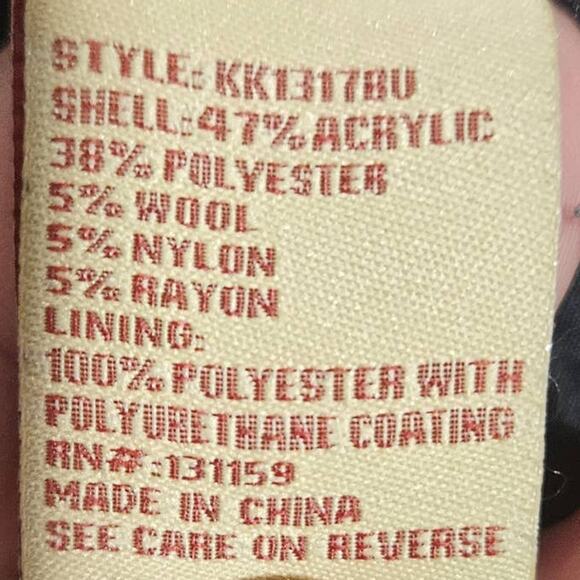 STYLE: KK1317BU
SHELL:47% ACRYLIC
38% POLYESTER
5% WOOL
5% NYLON
5% RAYON
LINING:
100% POLYESTER WITH
POLYURETHANE COATING
RN#:131159
MADE IN CHINA
SEE CARE ON REVERSE